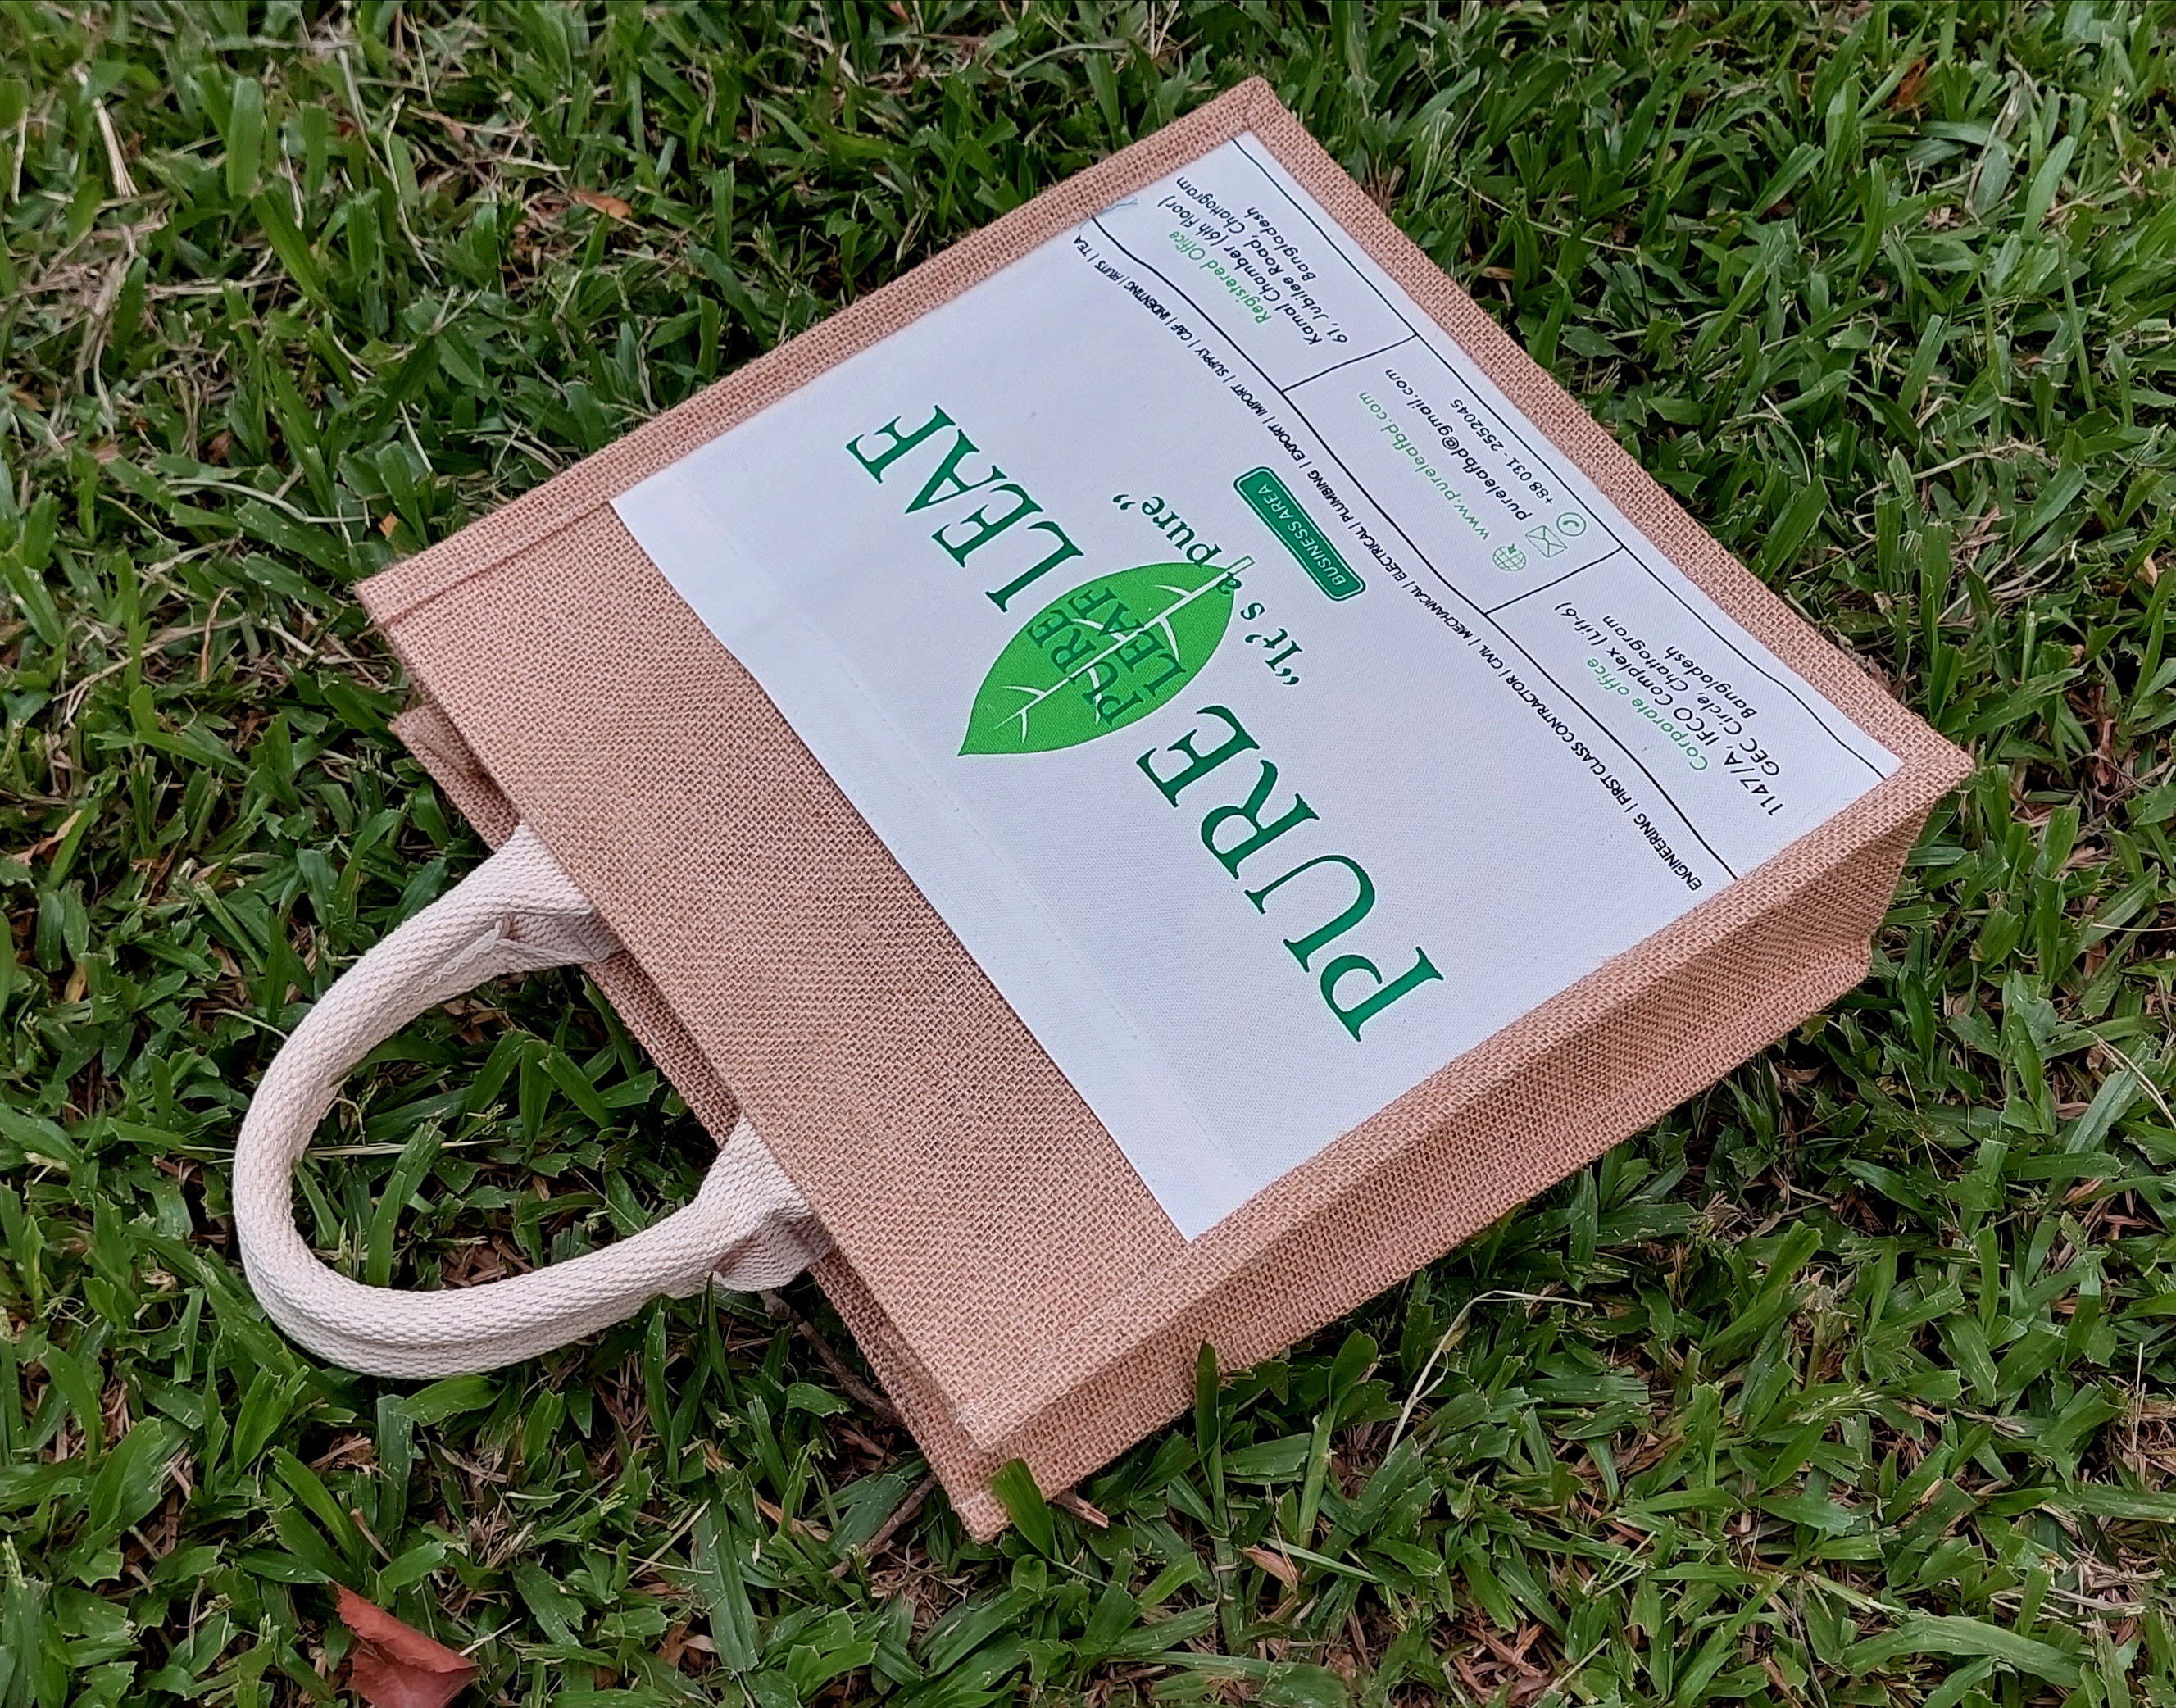 PURE LEAF
PURE
LEAF
“It’s a pure”
BUSINESS AREA
ENGINEERING | FIRST CLASS CONTRACTOR | CIVIL | MECHANICAL | ELECTRICAL | PLUMBING | EXPORT | IMPORT | SUPPLY | C&F | INDENTING | FRUITS | TEA
Corporate office
1147/A, IFCO Complex (Lift-6)
GEC Circle, Chattogram
Bangladesh
www.pureleafbd.com
pureleafbd@gmail.com
+88 031 - 2552045
Registered Office
Kamal Chamber (6th Floor)
61, Jubilee Road, Chattogram
Bangladesh